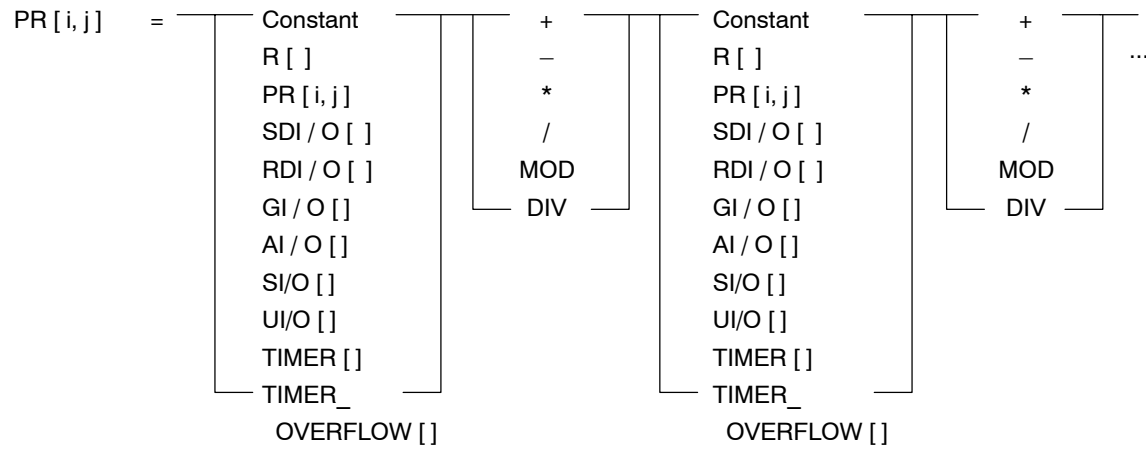 PR [ i, j ] = Constant + Constant +
R [ ] – R [ ] – ...
PR [ i, j ] * PR [ i, j ] *
SDI / O [ ] / SDI / O [ ] /
RDI / O [ ] MOD RDI / O [ ] MOD
GI / O [ ] DIV GI / O [ ] DIV
AI / O [ ] AI / O [ ]
SI/O [ ] SI/O [ ]
UI/O [ ] UI/O [ ]
TIMER [ ] TIMER [ ]
TIMER_ TIMER_
OVERFLOW [ ] OVERFLOW [ ]